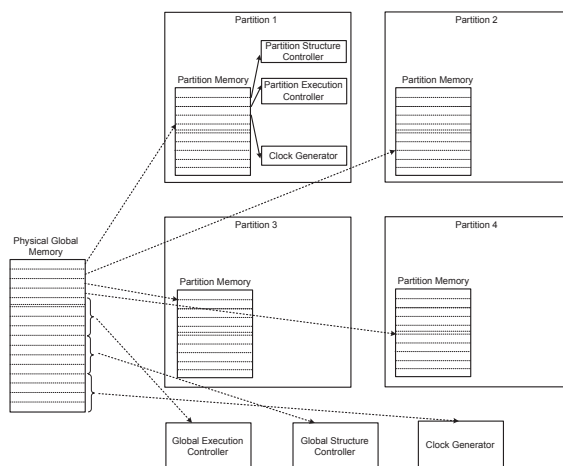 Partition 1
Partition 2
Partition Structure
Controller
Partition Memory
Partition Execution
Controller
Partition Memory
Clock Generator
Partition 3
Partition 4
Physical Global
Memory
Partition Memory
Partition Memory
Global Execution
Controller
Global Structure
Controller
Clock Generator